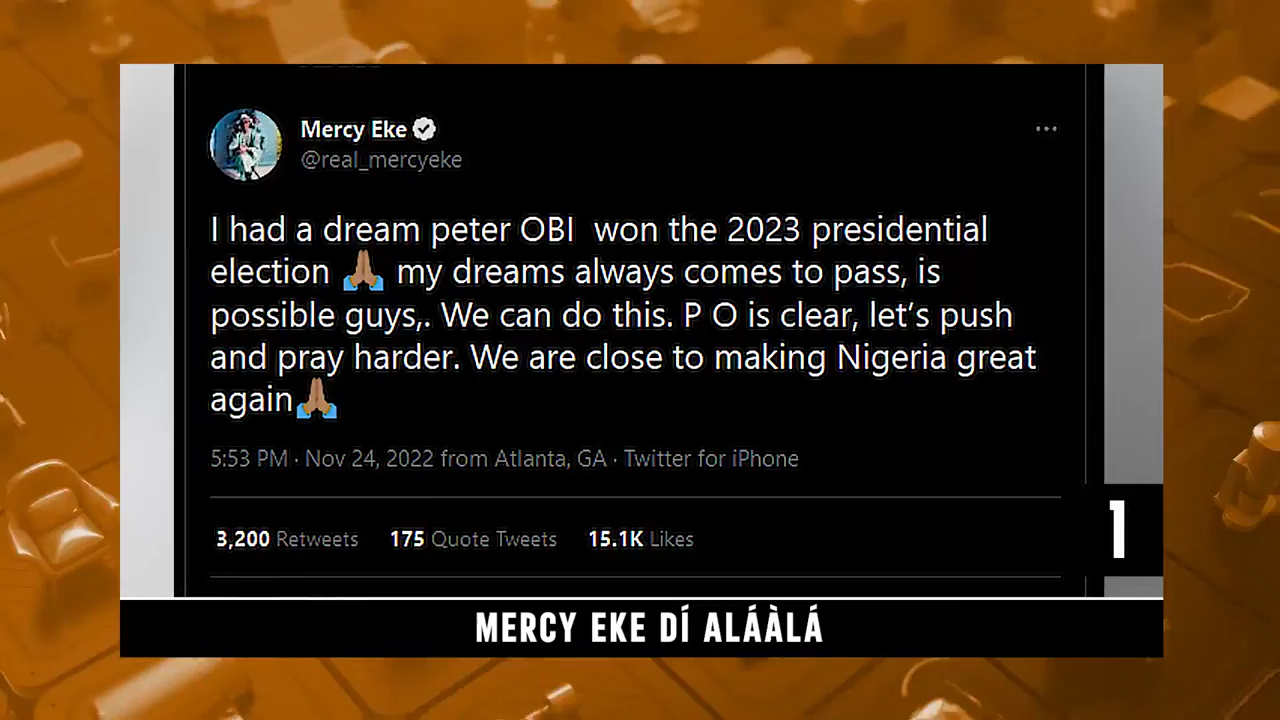 Mercy Eke
@real_mercyeke
I had a dream peter OBI  won the 2023 presidential
election 🙏🏽 my dreams always comes to pass, is
possible guys,. We can do this. P O is clear, let’s push
and pray harder. We are close to making Nigeria great
again🙏🏽
5:53 PM · Nov 24, 2022 from Atlanta, GA · Twitter for iPhone
3,200 Retweets 175 Quote Tweets 15.1K Likes
1
MERCY EKE DÍ ALÁÀLÁ